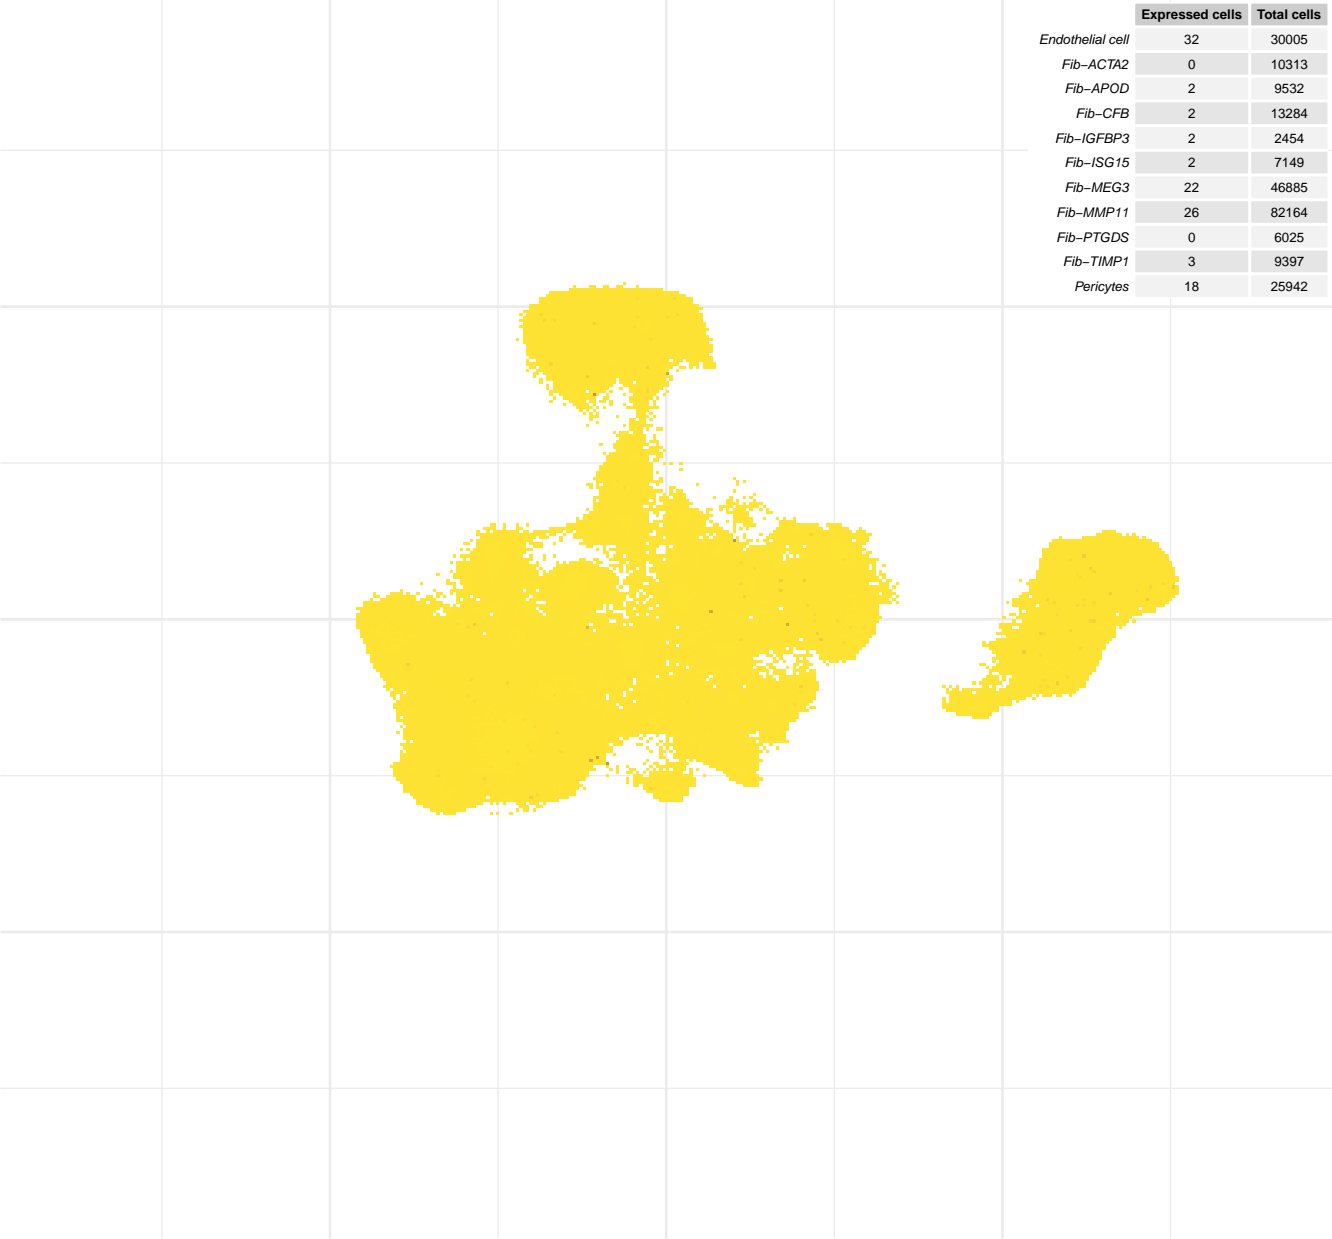 Expressed cells Total cells
Endothelial cell 32 30005
Fib−ACTA2 0 10313
Fib−APOD 2 9532
Fib−CFB 2 13284
Fib−IGFBP3 2 2454
Fib−ISG15 2 7149
Fib−MEG3 22 46885
Fib−MMP11 26 82164
Fib−PTGDS 0 6025
Fib−TIMP1 3 9397
Pericytes 18 25942